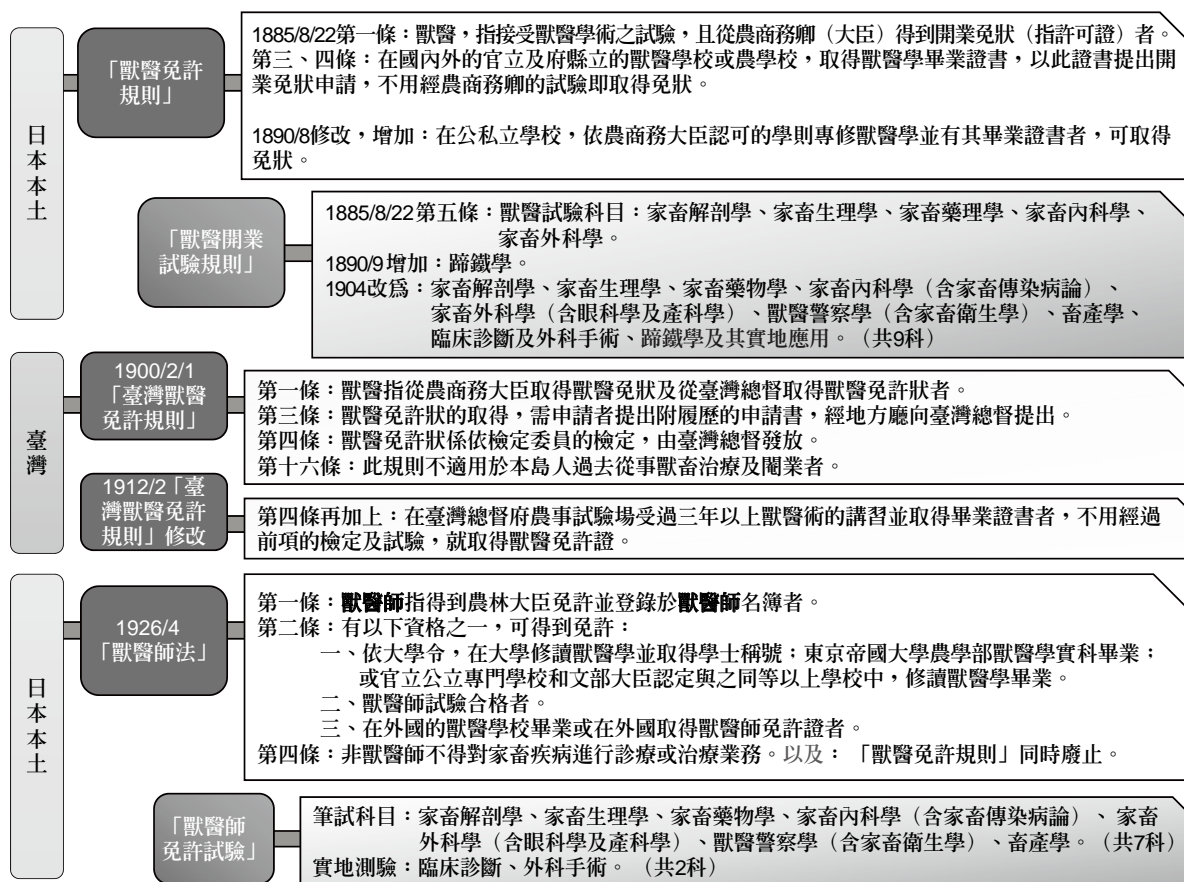 日本本土
「獸醫免許
規則」
1885/8/22第一條：獸醫，指接受獸醫學術之試驗，且從農商務卿（大臣）得到開業免狀（指許可證）者。
第三、四條：在國內外的官立及府縣立的獸醫學校或農學校，取得獸醫學畢業證書，以此證書提出開
業免狀申請，不用經農商務卿的試驗即取得免狀。
1890/8修改，增加：在公私立學校，依農商務大臣認可的學則專修獸醫學並有其畢業證書者，可取得
免狀。
「獸醫開業
試驗規則」
1885/8/22第五條：獸醫試驗科目：家畜解剖學、家畜生理學、家畜藥理學、家畜內科學、
家畜外科學。
1890/9增加：蹄鐵學。
1904改為：家畜解剖學、家畜生理學、家畜藥物學、家畜內科學（含家畜傳染病論）、
家畜外科學（含眼科學及產科學）、獸醫警察學（含家畜衛生學）、畜產學、
臨床診斷及外科手術、蹄鐵學及其實地應用。（共9科）
臺灣
1900/2/1
「臺灣獸醫
免許規則」
第一條：獸醫指從農商務大臣取得獸醫免狀及從臺灣總督取得獸醫免許狀者。
第三條：獸醫免許狀的取得，需申請者提出附履歷的申請書，經地方廳向臺灣總督提出。
第四條：獸醫免許狀係依檢定委員的檢定，由臺灣總督發放。
第十六條：此規則不適用於本島人過去從事獸畜治療及閹業者。
1912/2「臺
灣獸醫免許
規則」修改
第四條再加上：在臺灣總督府農事試驗場受過三年以上獸醫術的講習並取得畢業證書者，不用經過
前項的檢定及試驗，就取得獸醫免許證。
日本本土
1926/4
「獸醫師法」
第一條：獸醫師指得到農林大臣免許並登錄於獸醫師名簿者。
第二條：有以下資格之一，可得到免許：
一、依大學令，在大學修讀獸醫學並取得學士稱號；東京帝國大學農學部獸醫學實科畢業；
或官立公立專門學校和文部大臣認定與之同等以上學校中，修讀獸醫學畢業。
二、獸醫師試驗合格者。
三、在外國的獸醫學校畢業或在外國取得獸醫師免許證者。
第四條：非獸醫師不得對家畜疾病進行診療或治療業務。以及：「獸醫免許規則」同時廢止。
「獸醫師
免許試驗」
筆試科目：家畜解剖學、家畜生理學、家畜藥物學、家畜內科學（含家畜傳染病論）、家畜
外科學（含眼科學及產科學）、獸醫警察學（含家畜衛生學）、畜產學。（共7科）
實地測驗：臨床診斷、外科手術。（共2科）